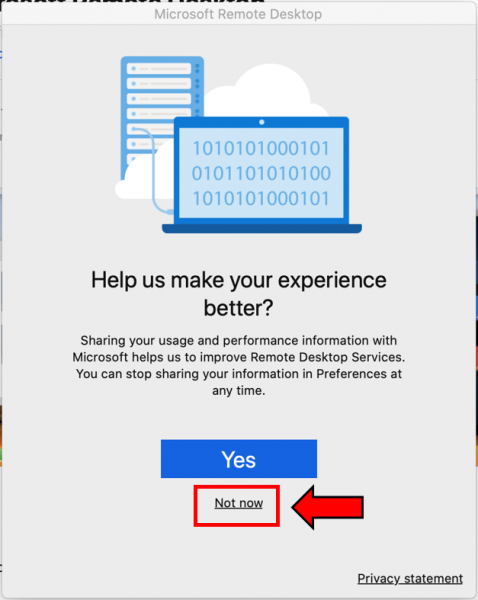 Microsoft Remote Desktop
1010101000101
0101101010100
1010101000101
Help us make your experience
better?
Sharing your usage and performance information with
Microsoft helps us to improve Remote Desktop Services.
You can stop sharing your information in Preferences at
any time.
Yes
Not now
Privacy statement